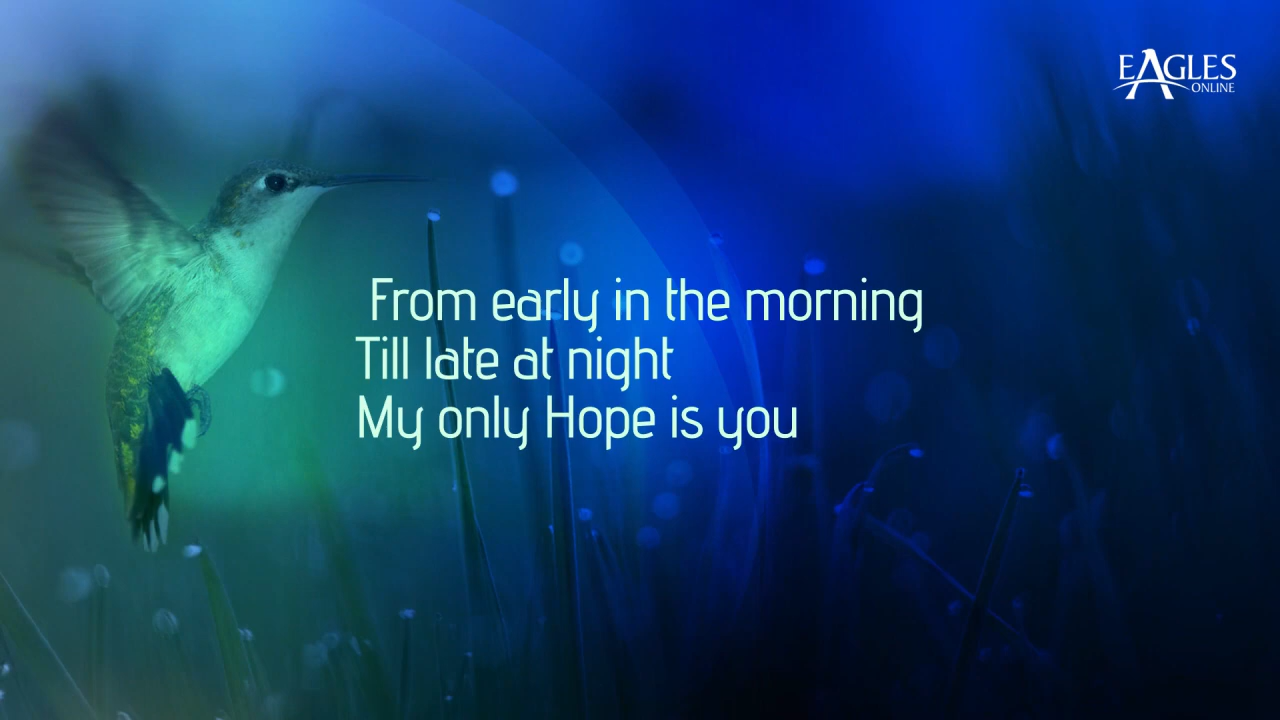 EAGLES
ONLINE
From early in the morning
Till late at night
My only Hope is you